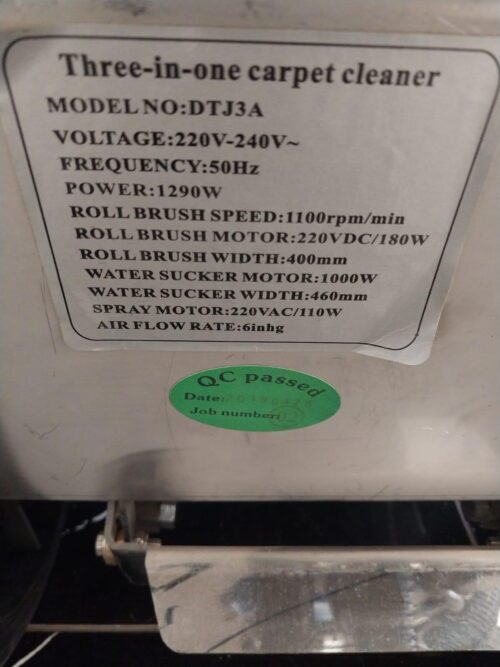 Three-in-one carpet cleaner
MODEL NO:DTJ3A
VOLTAGE:220V-240V~
FREQUENCY:50Hz
POWER:1290W
ROLL BRUSH SPEED:1100rpm/min
ROLL BRUSH MOTOR:220VDC/180W
ROLL BRUSH WIDTH:400mm
WATER SUCKER MOTOR:1000W
WATER SUCKER WIDTH:460mm
SPRAY MOTOR:220VAC/110W
AIR FLOW RATE:6inhg
QC passed
Date:
Job number: